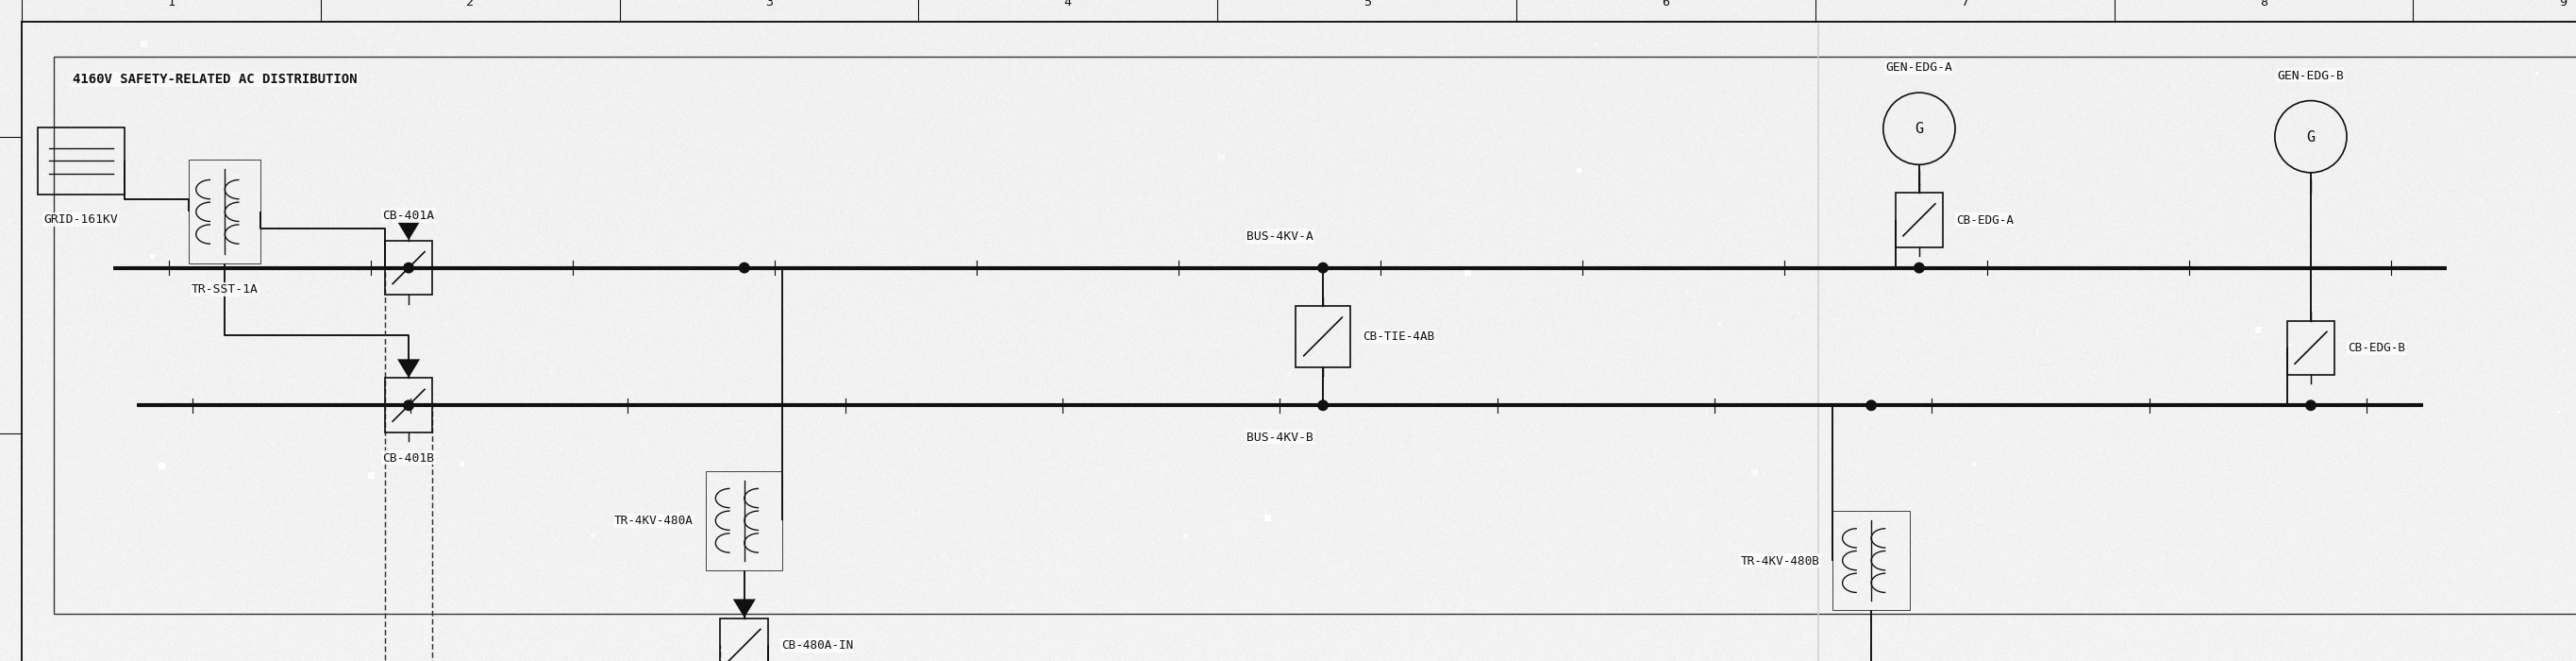 1 2 3 4 5 6 7 8 9
4160V SAFETY-RELATED AC DISTRIBUTION
GEN-EDG-A
GEN-EDG-B
G
G
GRID-161KV
CB-401A
CB-EDG-A
BUS-4KV-A
TR-SST-1A
CB-TIE-4AB
CB-EDG-B
BUS-4KV-B
CB-401B
TR-4KV-480A
TR-4KV-480B
CB-480A-IN